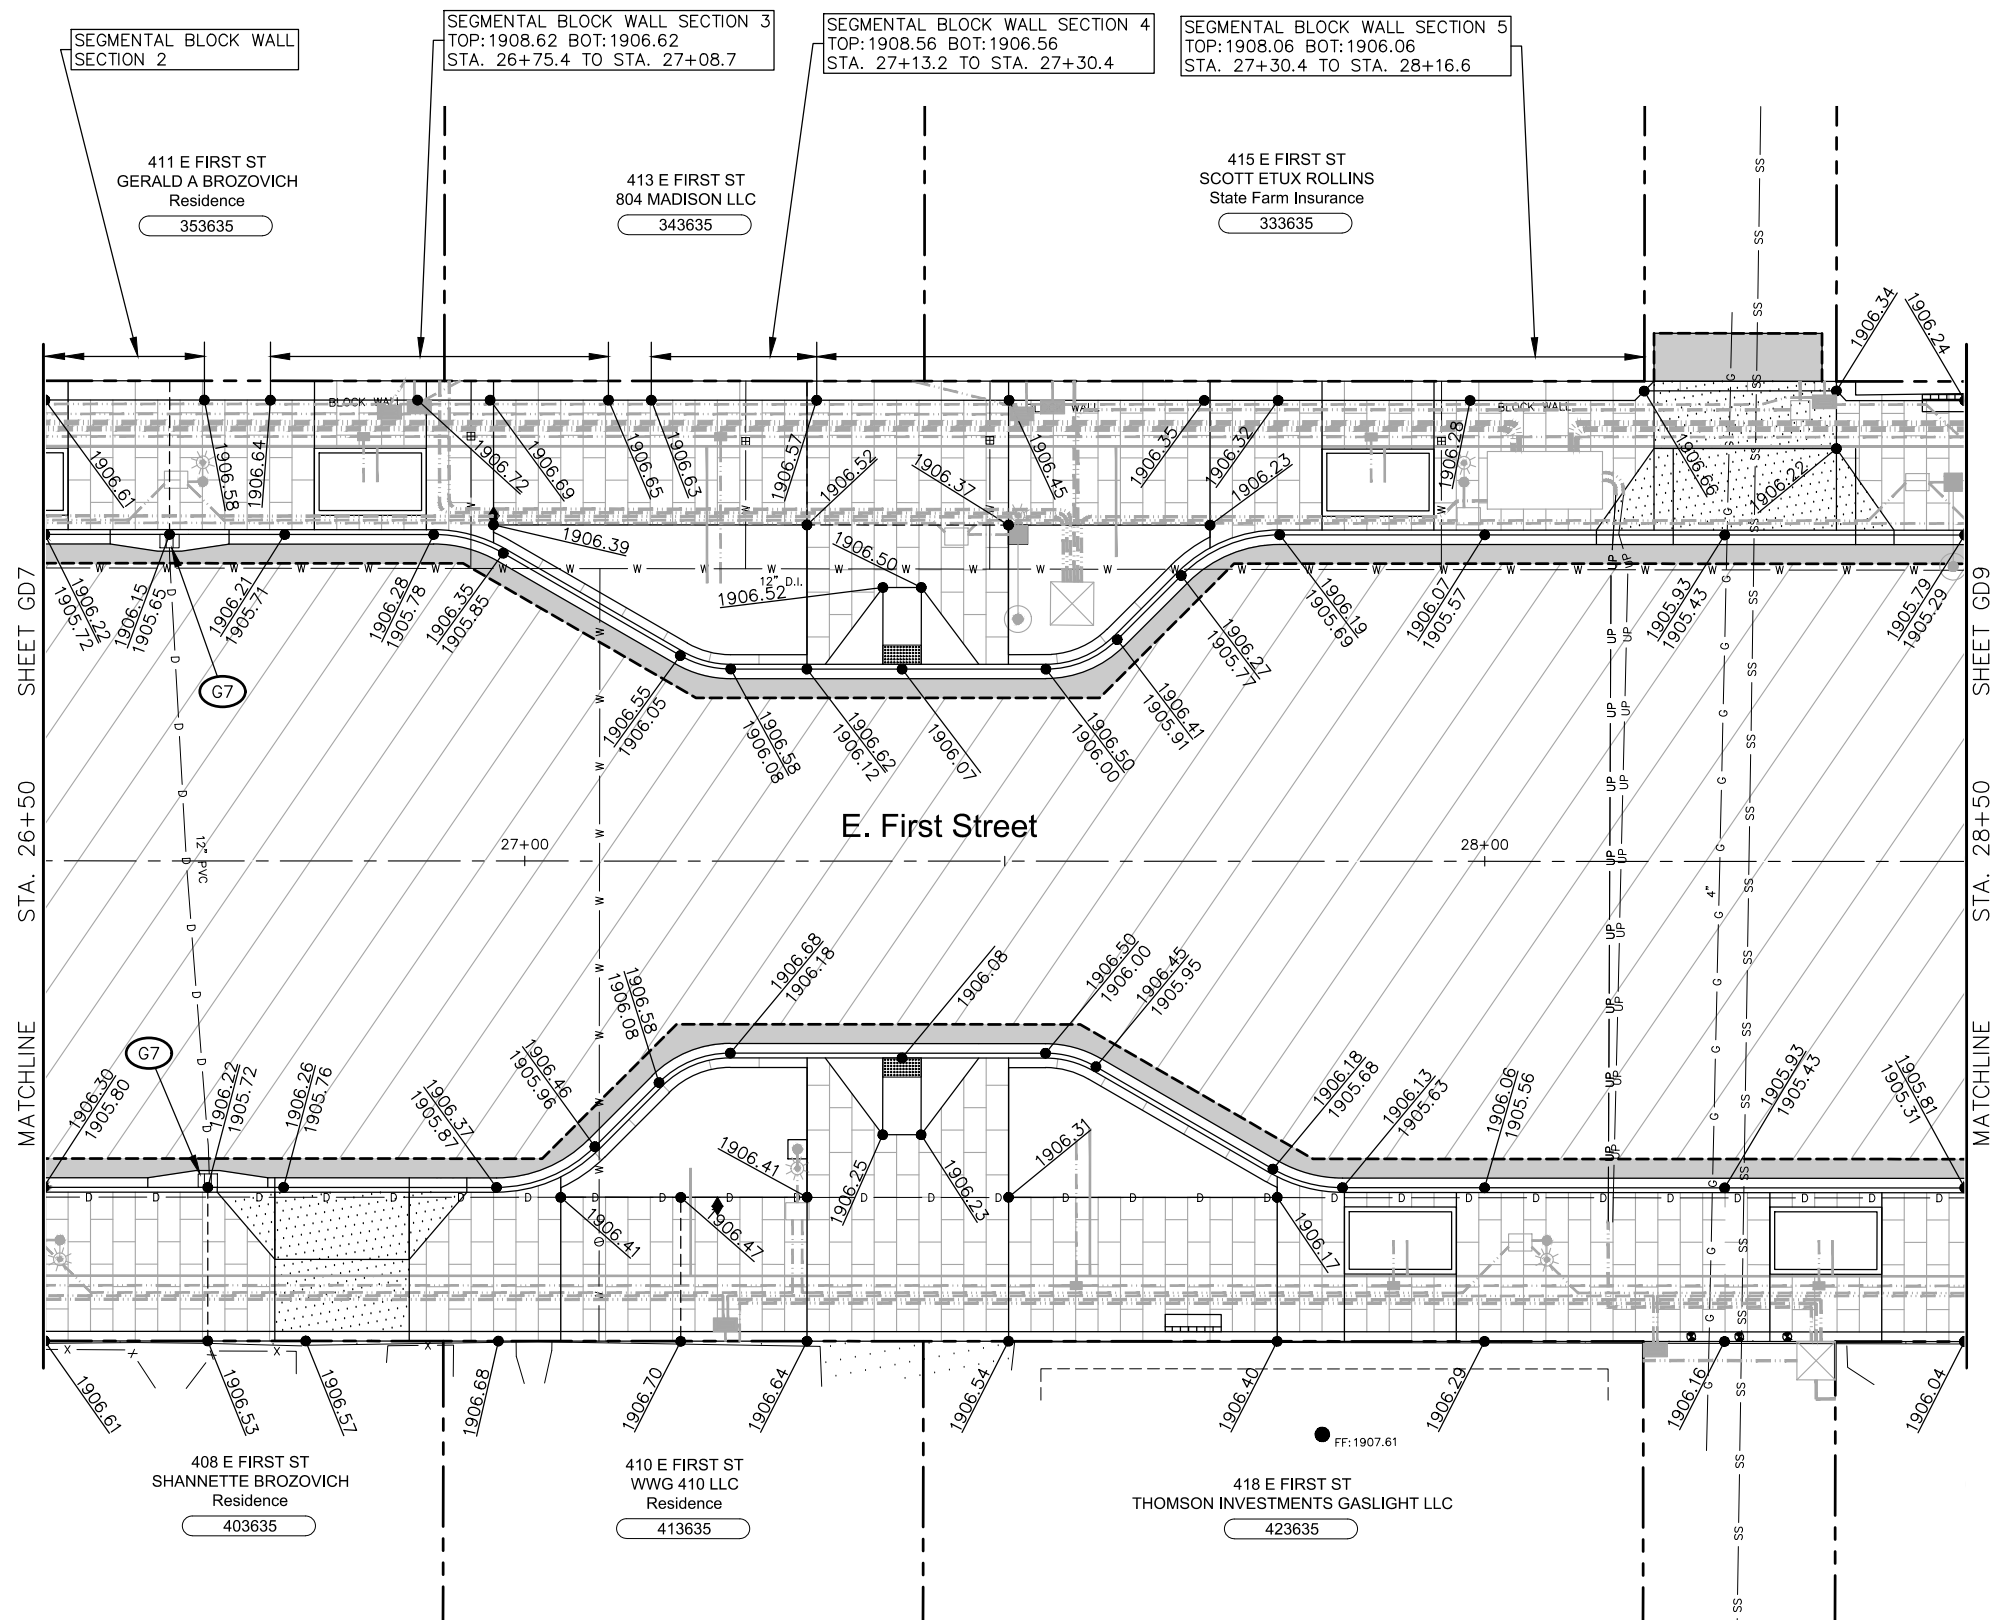 SEGMENTAL BLOCK WALL
SECTION 2
SEGMENTAL BLOCK WALL SECTION 3
TOP:1908.62 BOT:1906.62
STA. 26+75.4 TO STA. 27+08.7
SEGMENTAL BLOCK WALL SECTION 4
TOP:1908.56 BOT:1906.56
STA. 27+13.2 TO STA. 27+30.4
SEGMENTAL BLOCK WALL SECTION 5
TOP:1908.06 BOT:1906.06
STA. 27+30.4 TO STA. 28+16.6
411 E FIRST ST
GERALD A BROZOVICH
Residence
353635
413 E FIRST ST
804 MADISON LLC
343635
415 E FIRST ST
SCOTT ETUX ROLLINS
State Farm Insurance
333635
1906.34
1906.24
BLOCK WALL
WALL
BLOCK WALL
1906.61
1906.58
1906.64
1906.72
1906.69
1906.65
1906.63
1906.57
1906.52
1906.37
1906.45
1906.35
1906.32
1906.23
1906.28
1906.66
1906.22
1906.39
1906.50
12" D.I.
1906.52
1906.22
1905.72
1906.15
1905.65
1906.21
1905.71
1906.28
1905.78
1906.35
1905.85
1906.55
1906.05
1906.58
1906.08
1906.62
1906.12
1906.07
1906.50
1906.00
1906.41
1905.91
1906.27
1905.77
1906.19
1905.69
1906.07
1905.57
1905.93
1905.43
1905.79
1905.29
G7
MATCHLINE STA. 26+50 SHEET GD7
MATCHLINE STA. 28+50 SHEET GD9
E. First Street
27+00
28+00
12" PVC
4"
G7
1906.30
1905.80
1906.22
1905.72
1906.26
1905.76
1906.37
1905.87
1906.46
1905.96
1906.58
1906.08
1906.68
1906.18
1906.08
1906.50
1906.00
1906.45
1905.95
1906.18
1905.68
1906.13
1905.63
1906.06
1905.56
1905.93
1905.43
1905.81
1905.31
1906.41
1906.31
1906.41
1906.47
1906.25
1906.23
1906.17
1906.61
1906.53
1906.57
1906.68
1906.70
1906.64
1906.54
1906.40
1906.29
1906.16
1906.04
FF:1907.61
408 E FIRST ST
SHANNETTE BROZOVICH
Residence
403635
410 E FIRST ST
WWG 410 LLC
Residence
413635
418 E FIRST ST
THOMSON INVESTMENTS GASLIGHT LLC
423635